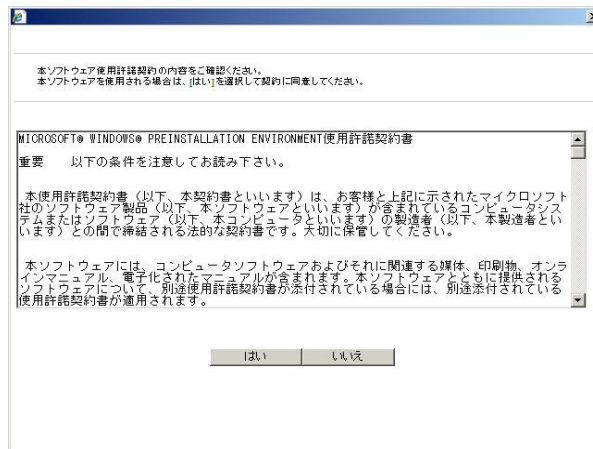 本ソフトウェア使用許諾契約の内容をご確認ください。
本ソフトウェアを使用される場合は、[はい]を選択して契約に同意してください。
MICROSOFT® WINDOWS® PREINSTALLATION ENVIRONMENT使用許諾契約書
重要　以下の条件を注意してお読み下さい。
本使用許諾契約書（以下、本契約書といいます）は、お客様と上記に示されたマイクロソフト
社のソフトウェア製品（以下、本ソフトウェアといいます）が含まれているコンピュータシス
テムまたはソフトウェア（以下、本コンピュータといいます）の製造者（以下、本製造者とい
います）との間で締結される法的な契約書です。大切に保管してください。
本ソフトウェアには、コンピュータソフトウェアおよびそれに関連する媒体、印刷物、オンラ
インマニュアル、電子化されたマニュアルが含まれます。本ソフトウェアとともに提供される
ソフトウェアについて、別途使用許諾契約書が添付されている場合には、別途添付されている
使用許諾契約書が適用されます。
はい
いいえ